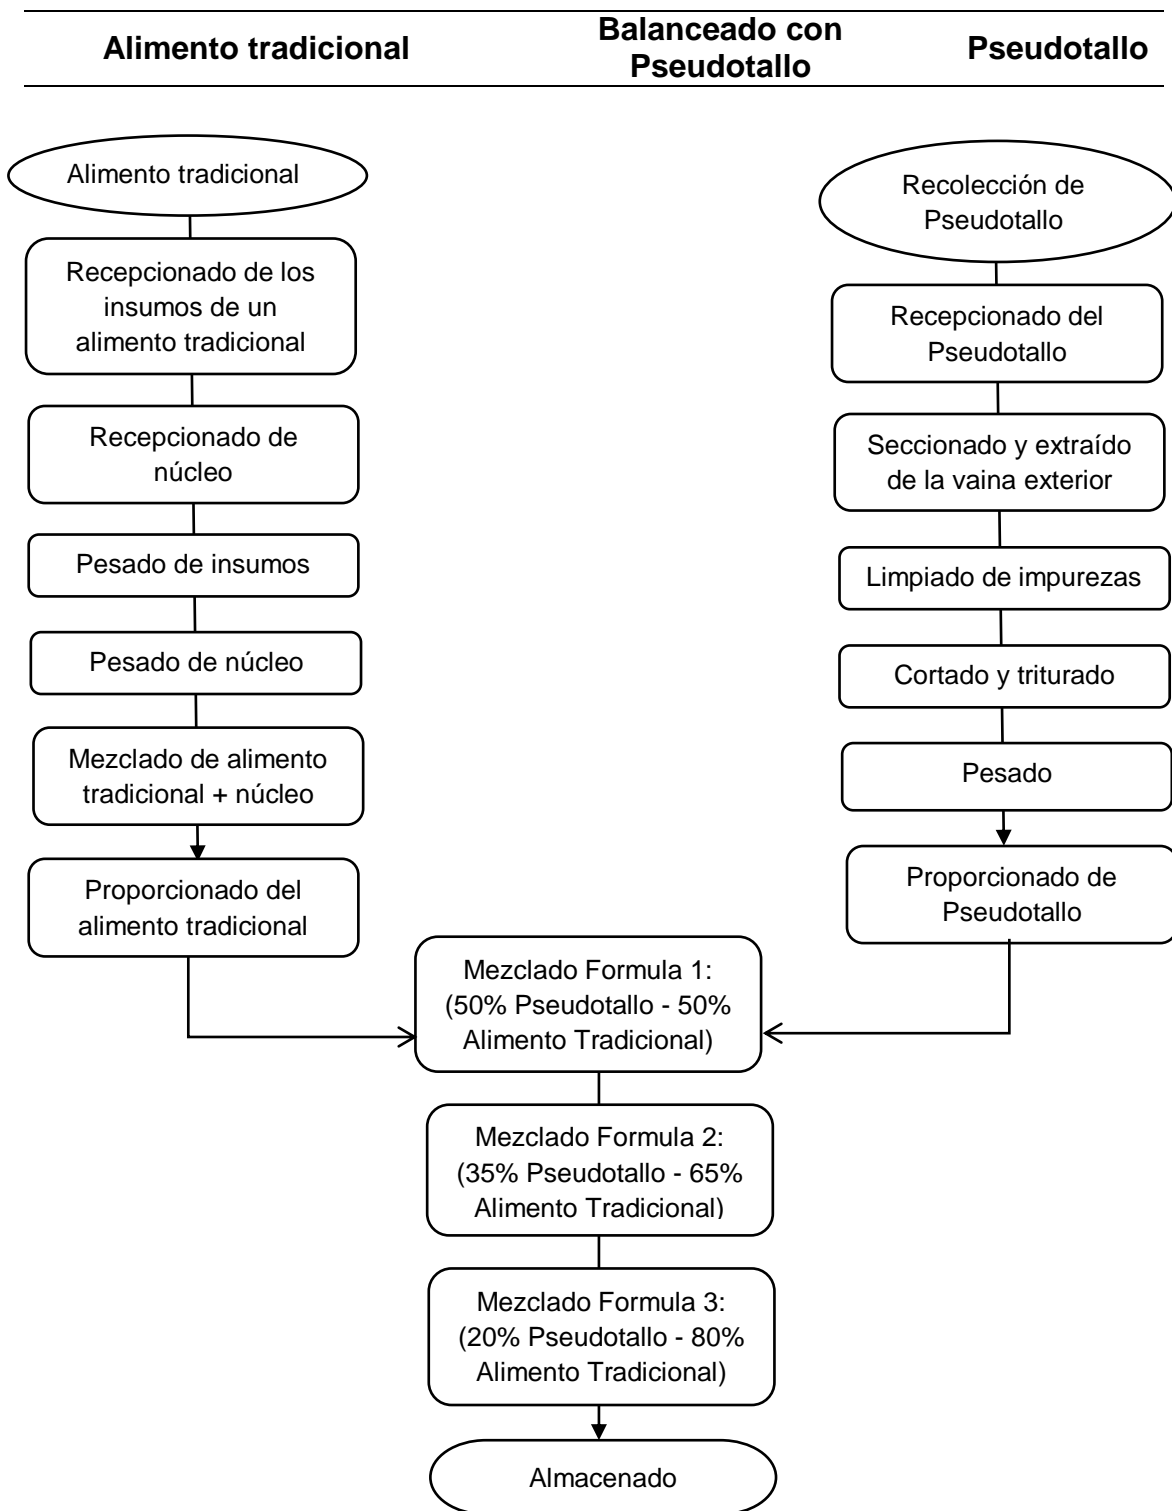 Alimento tradicional
Balanceado con
Pseudotallo
Pseudotallo
Alimento tradicional
Recepcionado de los
insumos de un
alimento tradicional
Recepcionado de
núcleo
Pesado de insumos
Pesado de núcleo
Mezclado de alimento
tradicional + núcleo
Proporcionado del
alimento tradicional
Recolección de
Pseudotallo
Recepcionado del
Pseudotallo
Seccionado y extraído
de la vaina exterior
Limpiado de impurezas
Cortado y triturado
Pesado
Proporcionado de
Pseudotallo
Mezclado Formula 1:
(50% Pseudotallo - 50%
Alimento Tradicional)
Mezclado Formula 2:
(35% Pseudotallo - 65%
Alimento Tradicional)
Mezclado Formula 3:
(20% Pseudotallo - 80%
Alimento Tradicional)
Almacenado